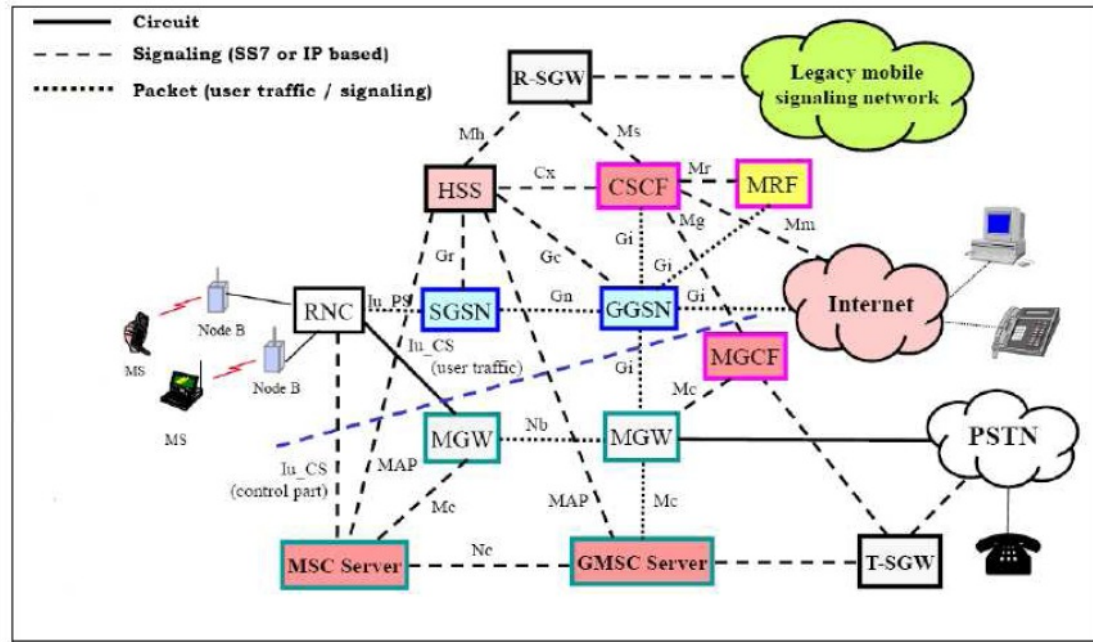 Circuit
Signaling (SS7 or IP based)
Packet (user traffic / signaling)
R-SGW
Legacy mobile
signaling network
Mh
Ms
HSS
Cx
CSCF
Mr
MRF
Mg
Mm
Gr
Gc
Gi
Gi
Internet
RNC
Iu_PS
SGSN
Gn
GGSN
Gi
Node B
MS
Node B
MS
Iu_CS
(user traffic)
Gi
MGCF
Mc
MGW
Nb
MGW
PSTN
Iu_CS
(control part)
MAP
Mc
MAP
Mc
MSC Server
Nc
GMSC Server
T-SGW